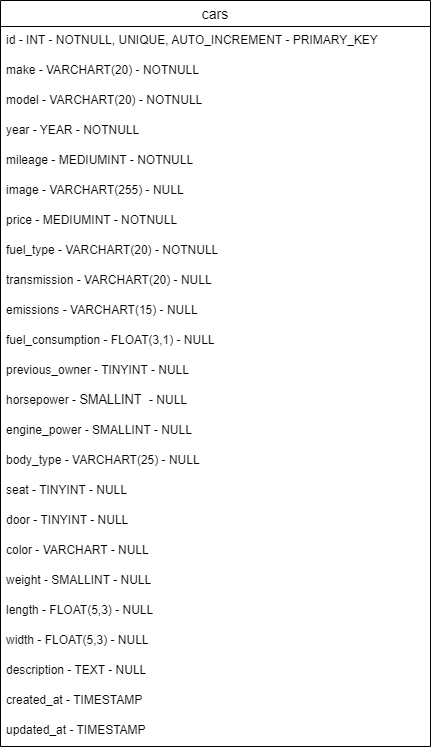 cars
id - INT - NOTNULL, UNIQUE, AUTO_INCREMENT - PRIMARY_KEY
make - VARCHART(20) - NOTNULL
model - VARCHART(20) - NOTNULL
year - YEAR - NOTNULL
mileage - MEDIUMINT - NOTNULL
image - VARCHART(255) - NULL
price - MEDIUMINT - NOTNULL
fuel_type - VARCHART(20) - NOTNULL
transmission - VARCHART(20) - NULL
emissions - VARCHART(15) - NULL
fuel_consumption - FLOAT(3,1) - NULL
previous_owner - TINYINT - NULL
horsepower - SMALLINT - NULL
engine_power - SMALLINT - NULL
body_type - VARCHART(25) - NULL
seat - TINYINT - NULL
door - TINYINT - NULL
color - VARCHART - NULL
weight - SMALLINT - NULL
length - FLOAT(5,3) - NULL
width - FLOAT(5,3) - NULL
description - TEXT - NULL
created_at - TIMESTAMP
updated_at - TIMESTAMP